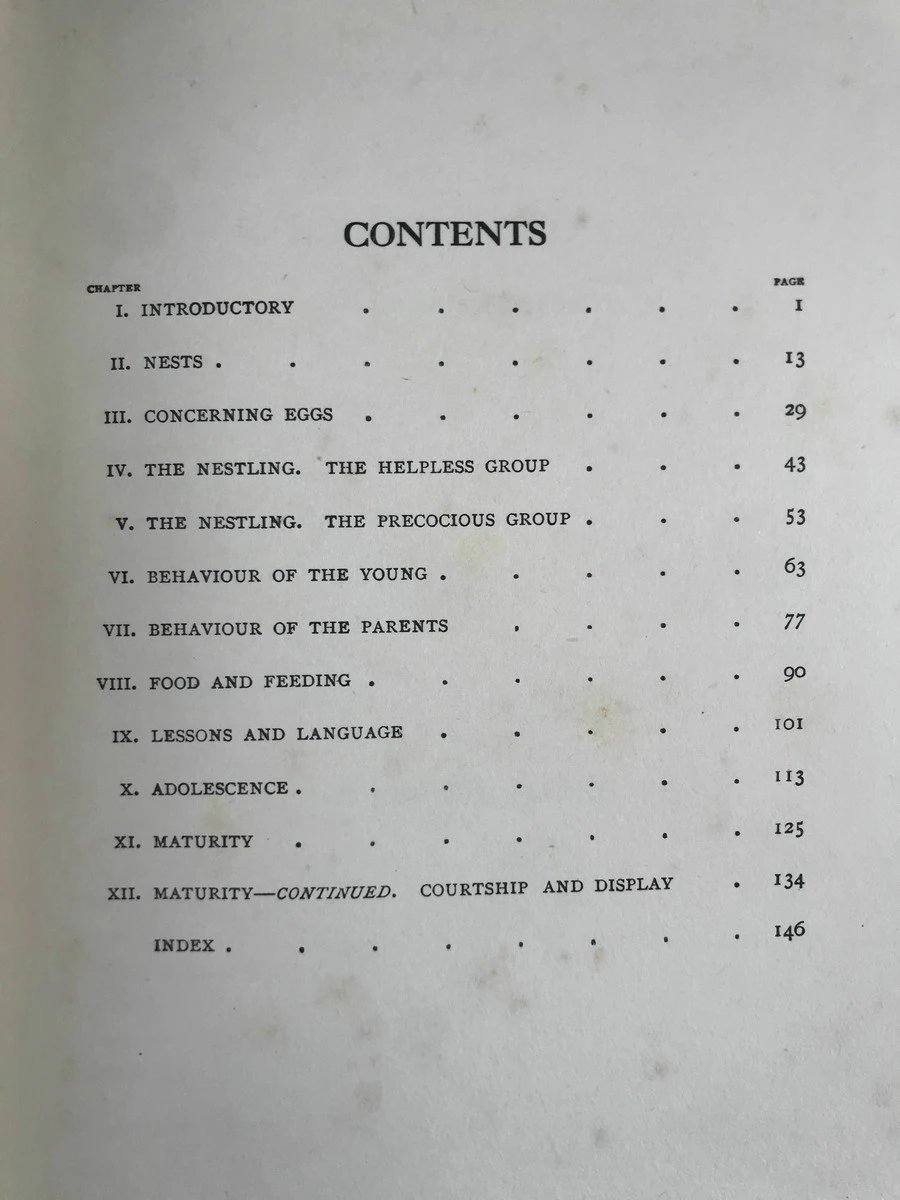 CONTENTS
CHAPTER PAGE
I. INTRODUCTORY . . . . . . 1
II. NESTS . . . . . . . . 13
III. CONCERNING EGGS . . . . . . 29
IV. THE NESTLING. THE HELPLESS GROUP . . . 43
V. THE NESTLING. THE PRECOCIOUS GROUP . . . 53
VI. BEHAVIOUR OF THE YOUNG . . . . . 63
VII. BEHAVIOUR OF THE PARENTS . . . . 77
VIII. FOOD AND FEEDING . . . . . . 90
IX. LESSONS AND LANGUAGE . . . . . 101
X. ADOLESCENCE . . . . . . . 113
XI. MATURITY . . . . . . . 125
XII. MATURITY—CONTINUED. COURTSHIP AND DISPLAY . 134
INDEX . . . . . . . . 146